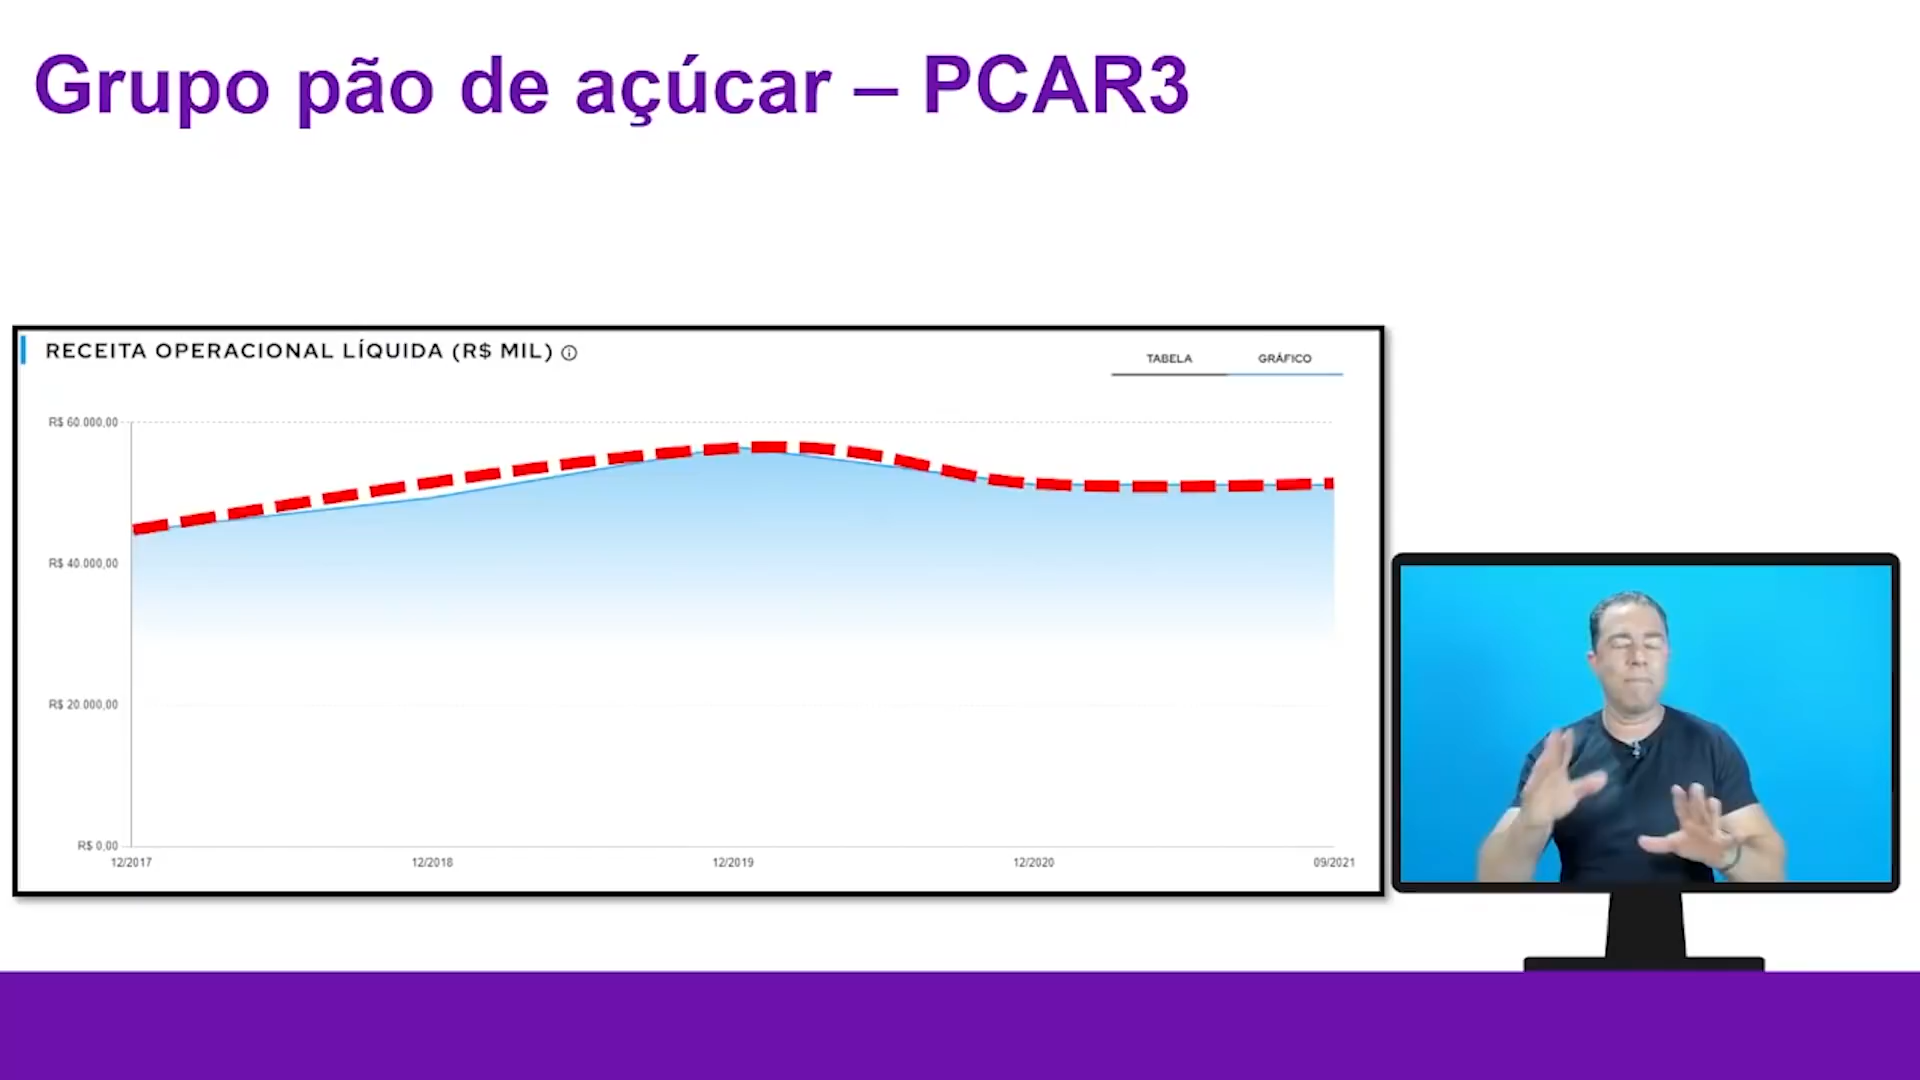 Grupo pão de açúcar – PCAR3
RECEITA OPERACIONAL LÍQUIDA (R$ MIL)
TABELA
GRÁFICO
R$ 60.000,00
R$ 40.000,00
R$ 20.000,00
R$ 0,00
12/2017
12/2018
12/2019
12/2020
09/2021